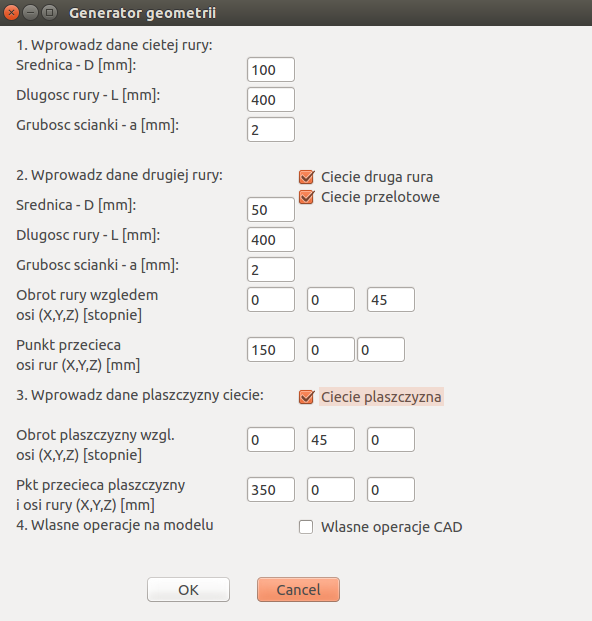 Generator geometrii
1. Wprowadz dane cietej rury:
Srednica - D [mm]: 100
Dlugosc rury - L [mm]: 400
Grubosc scianki - a [mm]: 2
2. Wprowadz dane drugiej rury: Ciecie druga rura
Ciecie przelotowe
Srednica - D [mm]: 50
Dlugosc rury - L [mm]: 400
Grubosc scianki - a [mm]: 2
Obrot rury wzgledem 0 0 45
osi (X,Y,Z) [stopnie]
Punkt przecieca 150 0 0
osi rur (X,Y,Z) [mm]
3. Wprowadz dane plaszczyzny ciecie: Ciecie plaszczyzna
Obrot plaszczyzny wzgl. 0 45 0
osi (X,Y,Z) [stopnie]
Pkt przecieca plaszczyzny 350 0 0
i osi rury (X,Y,Z) [mm]
4. Wlasne operacje na modelu Wlasne operacje CAD
OK Cancel